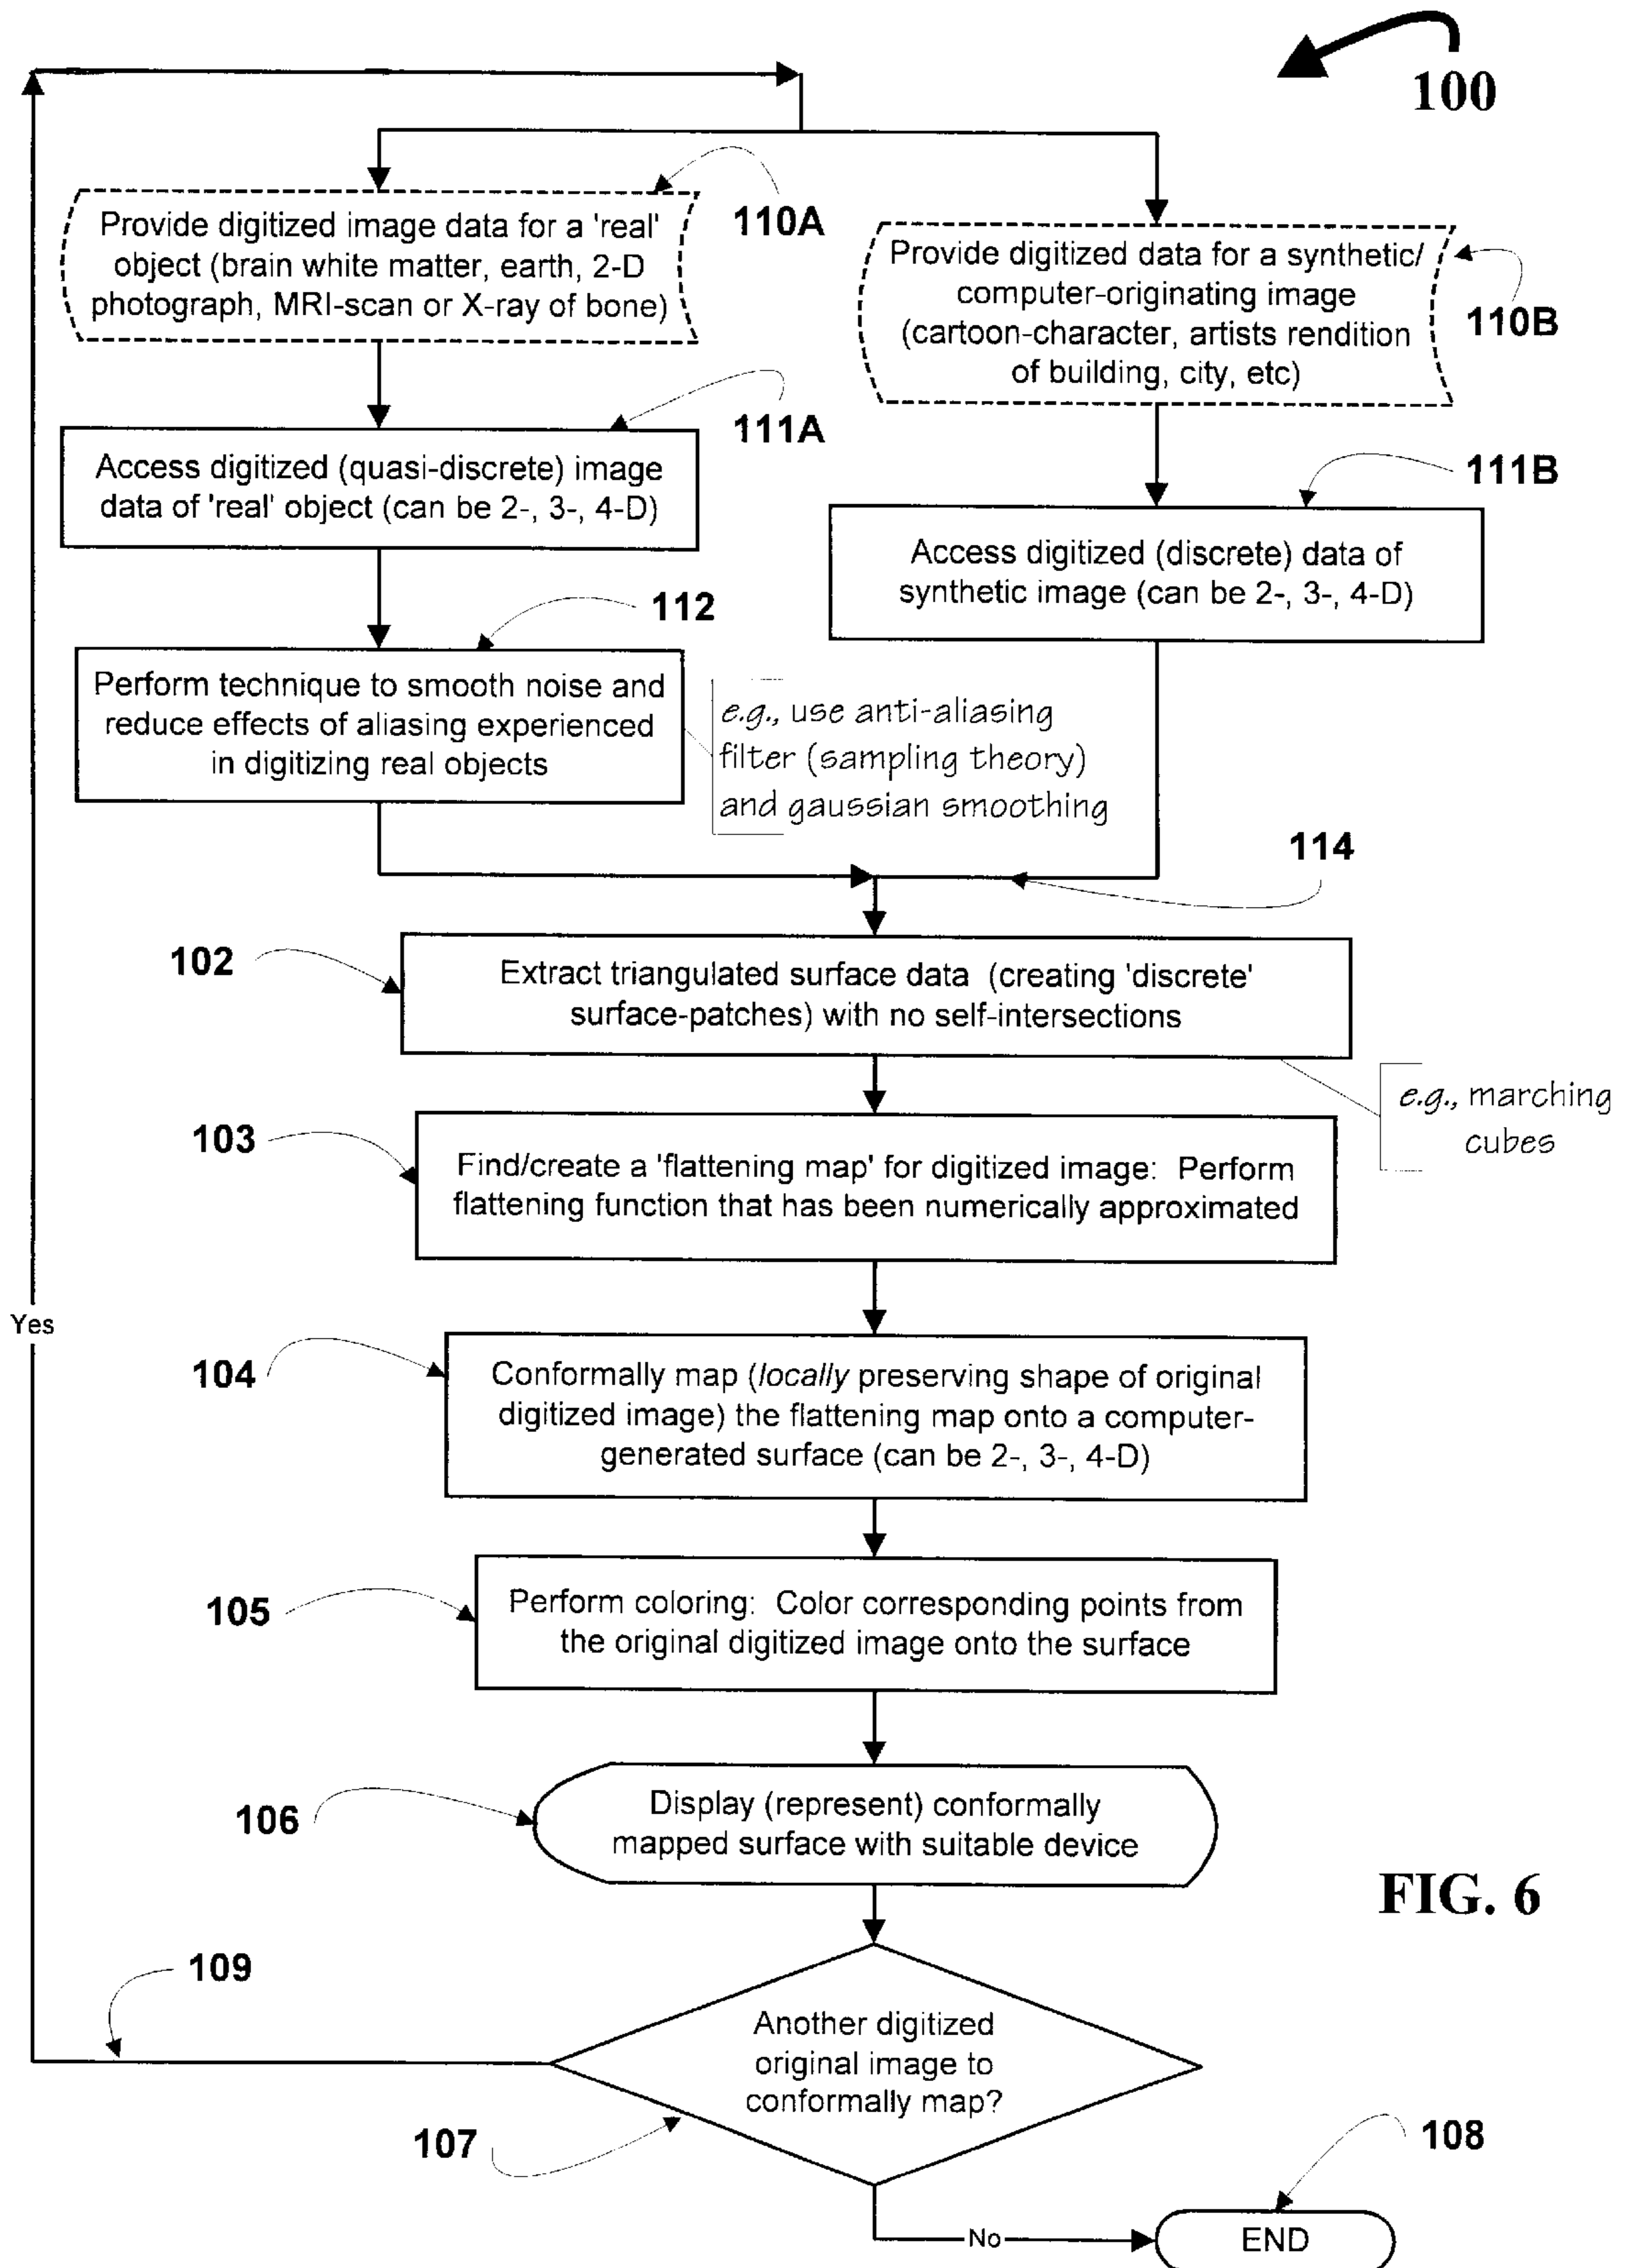 100
Provide digitized image data for a 'real'
object (brain white matter, earth, 2-D
photograph, MRI-scan or X-ray of bone)
110A
Provide digitized data for a synthetic/
computer-originating image
(cartoon-character, artists rendition
of building, city, etc)
110B
Access digitized (quasi-discrete) image
data of 'real' object (can be 2-, 3-, 4-D)
111A
Access digitized (discrete) data of
synthetic image (can be 2-, 3-, 4-D)
111B
Perform technique to smooth noise and
reduce effects of aliasing experienced
in digitizing real objects
112
e.g., use anti-aliasing
filter (sampling theory)
and gaussian smoothing
114
102
Extract triangulated surface data (creating 'discrete'
surface-patches) with no self-intersections
e.g., marching
cubes
103
Find/create a 'flattening map' for digitized image: Perform
flattening function that has been numerically approximated
Yes
104
Conformally map (locally preserving shape of original
digitized image) the flattening map onto a computer-
generated surface (can be 2-, 3-, 4-D)
105
Perform coloring: Color corresponding points from
the original digitized image onto the surface
106
Display (represent) conformally
mapped surface with suitable device
FIG. 6
109
Another digitized
original image to
conformally map?
107
108
No
END